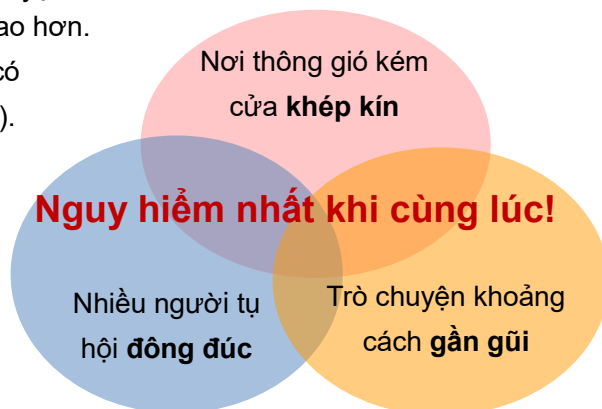 ao hơn.
có
).
Nơi thông gió kém
cửa khép kín
Nguy hiểm nhất khi cùng lúc!
Nhiều người tụ
hội đông đúc
Trò chuyện khoảng
cách gần gũi